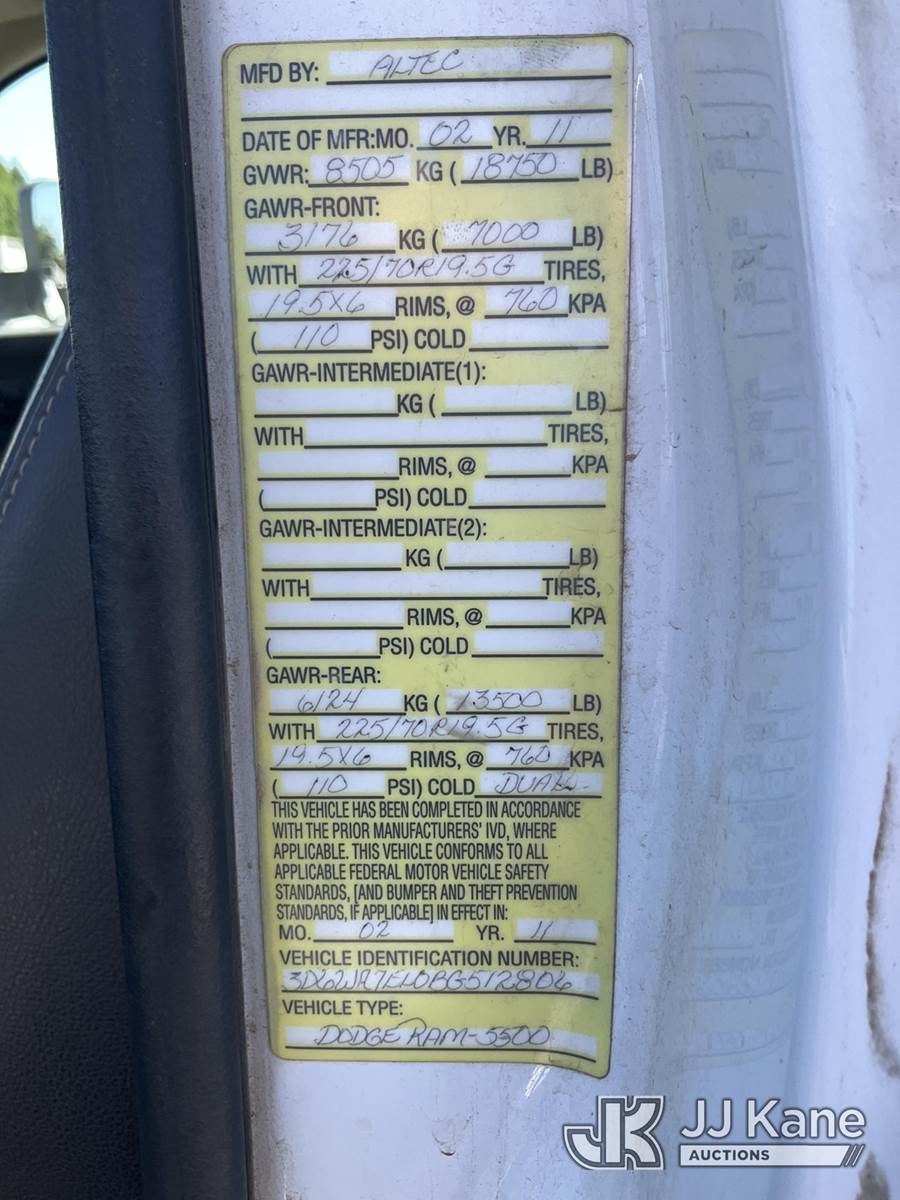 MFD BY: ALTEC
DATE OF MFR:MO. 02 YR. 11
GVWR: 8505 KG ( 18750 LB)
GAWR-FRONT:
3176 KG ( 7000 LB)
WITH 225/70R19.5G TIRES,
19.5X6 RIMS, @ 760 KPA
( 110 PSI) COLD
GAWR-INTERMEDIATE(1):
KG ( LB)
WITH TIRES,
RIMS, @ KPA
( PSI) COLD
GAWR-INTERMEDIATE(2):
KG ( LB)
WITH TIRES,
RIMS, @ KPA
( PSI) COLD
GAWR-REAR:
6124 KG ( 13500 LB)
WITH 225/70R19.5G TIRES,
19.5X6 RIMS, @ 760 KPA
( 110 PSI) COLD
THIS VEHICLE HAS BEEN COMPLETED IN ACCORDANCE
WITH THE PRIOR MANUFACTURERS' IVD, WHERE
APPLICABLE. THIS VEHICLE CONFORMS TO ALL
APPLICABLE FEDERAL MOTOR VEHICLE SAFETY
STANDARDS, [AND BUMPER AND THEFT PREVENTION
STANDARDS, IF APPLICABLE] IN EFFECT IN:
MO. 02 YR. 11
VEHICLE IDENTIFICATION NUMBER:
VEHICLE TYPE:
DODGE RAM-5500
JK JJ Kane
AUCTIONS